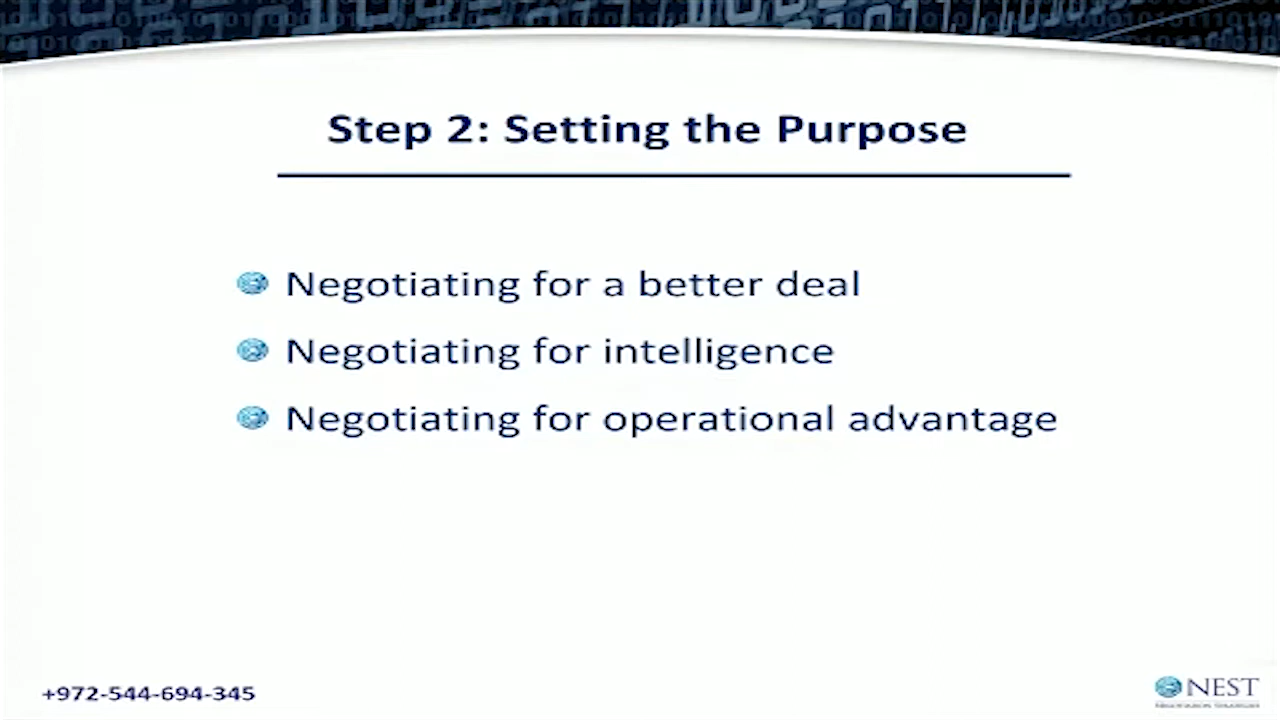 Step 2: Setting the Purpose
Negotiating for a better deal
Negotiating for intelligence
Negotiating for operational advantage
+972-544-694-345
NEST